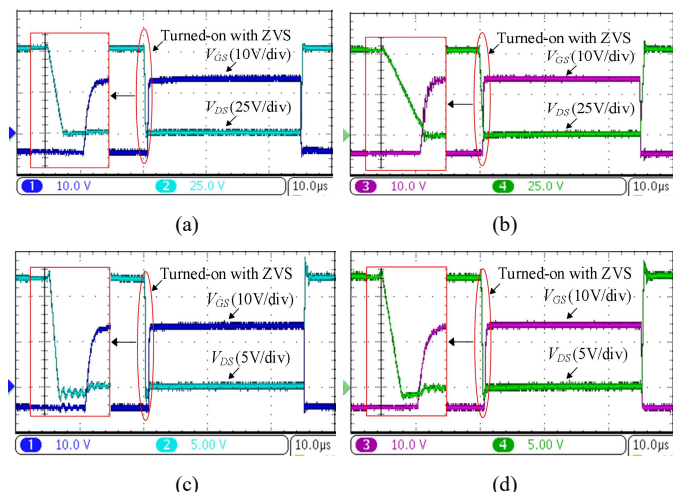 Turned-on with ZVS
VGS(10V/div)
VDS(25V/div)
1 10.0 V 2 25.0 V 10.0µs
(a)
Turned-on with ZVS
VGS(10V/div)
VDS(25V/div)
3 10.0 V 4 25.0 V 10.0µs
(b)
Turned-on with ZVS
VGS(10V/div)
VDS(5V/div)
1 10.0 V 2 5.00 V 10.0µs
(c)
Turned-on with ZVS
VGS(10V/div)
VDS(5V/div)
3 10.0 V 4 5.00 V 10.0µs
(d)